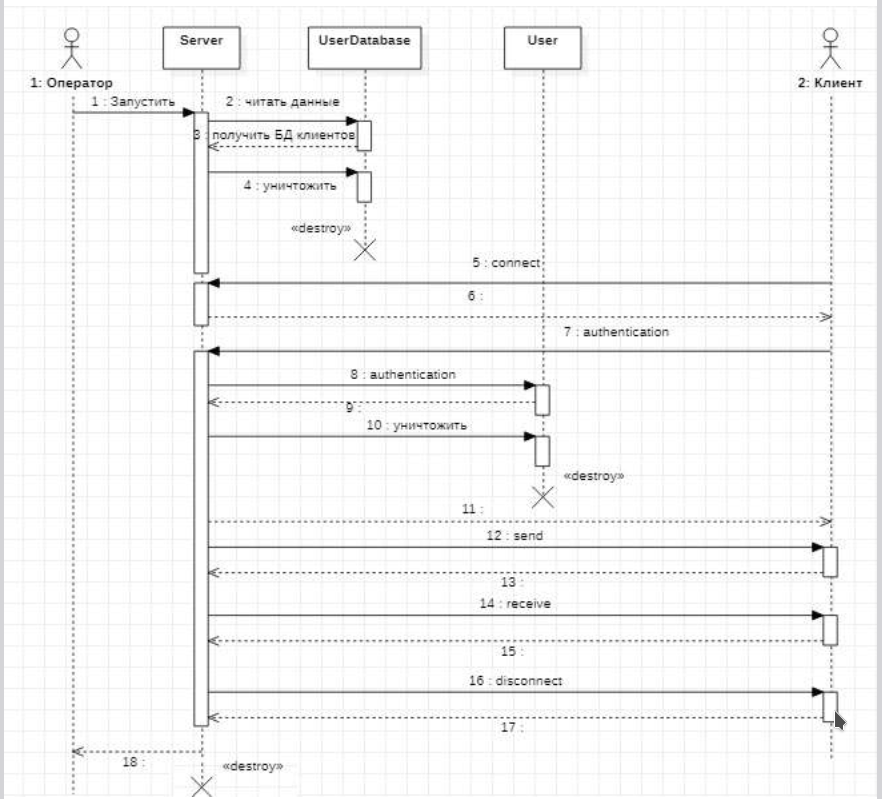 Server
UserDatabase
User
1: Оператор
2: Клиент
1 : Запустить
2 : читать данные
3 : получить БД клиентов
4 : уничтожить
«destroy»
5 : connect
6 :
7 : authentication
8 : authentication
9 :
10 : уничтожить
«destroy»
11 :
12 : send
13 :
14 : receive
15 :
16 : disconnect
17 :
18 :
«destroy»